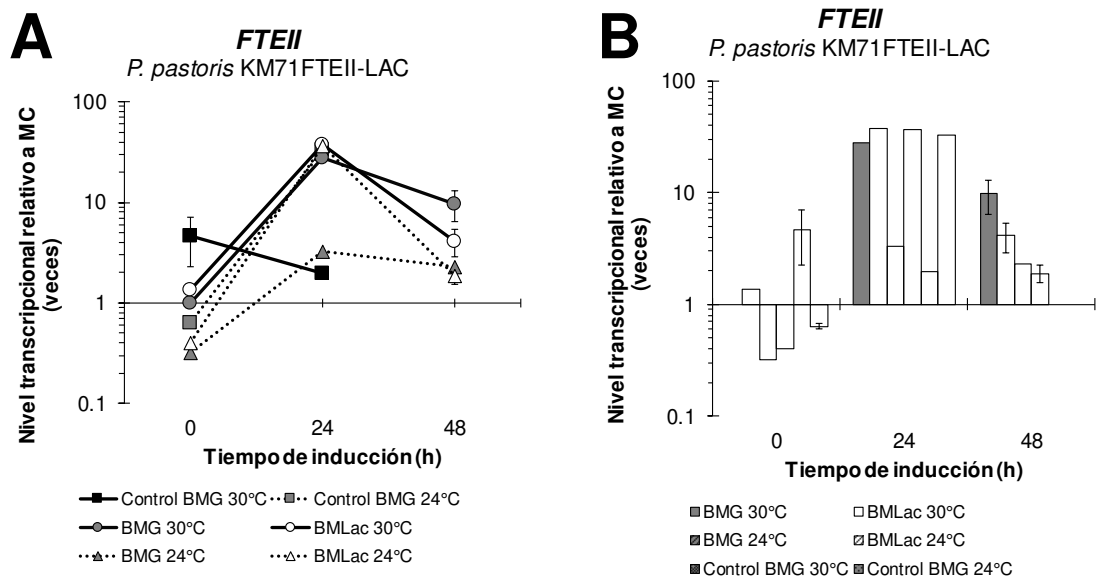 A
FTEII
P. pastoris KM71FTEII-LAC
Nivel transcripcional relativo a MC
(veces)
100
10
1
0.1
0 24 48
Tiempo de inducción (h)
Control BMG 30°C Control BMG 24°C
BMG 30°C BMLac 30°C
BMG 24°C BMLac 24°C
B
FTEII
P. pastoris KM71FTEII-LAC
Nivel transcripcional relativo a MC
(veces)
100
10
1
0.1
0 24 48
Tiempo de inducción (h)
BMG 30°C BMLac 30°C
BMG 24°C BMLac 24°C
Control BMG 30°C Control BMG 24°C